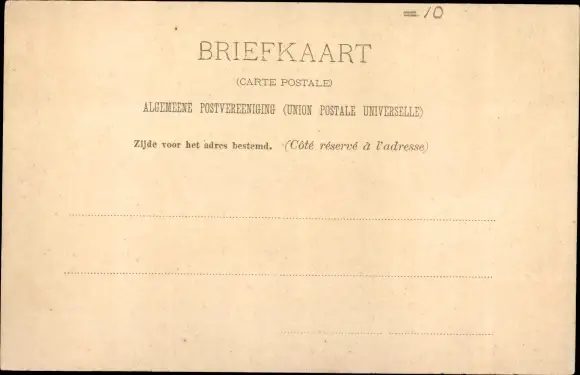 = 10
BRIEFKAART
(CARTE POSTALE)
ALGEMEENE POSTVEREENIGING (UNION POSTALE UNIVERSELLE)
Zijde voor het adres bestemd. (Côté réservé à l'adresse)